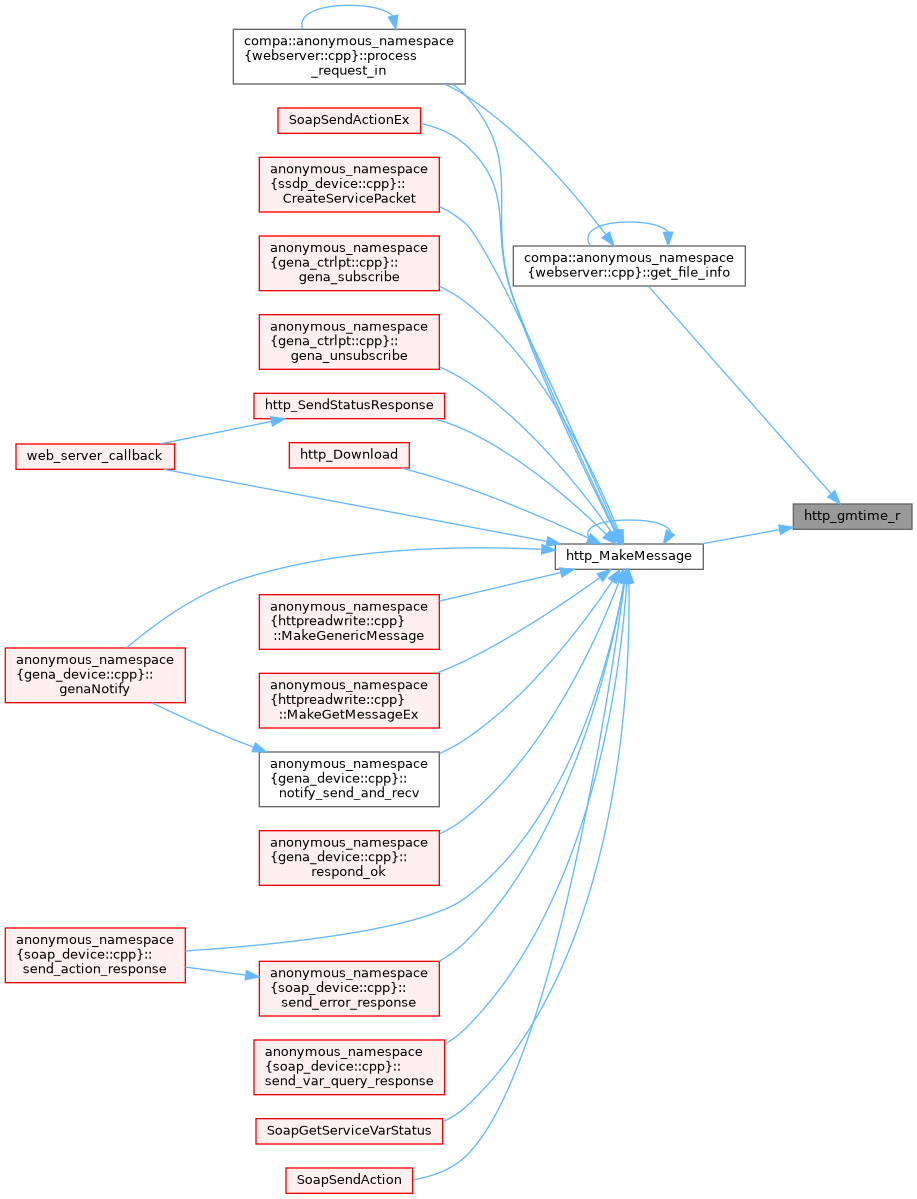 compa::anonymous_namespace
{webserver::cpp}::process
_request_in
SoapSendActionEx
anonymous_namespace
{ssdp_device::cpp}::
CreateServicePacket
anonymous_namespace
{gena_ctrlpt::cpp}::
gena_subscribe
compa::anonymous_namespace
{webserver::cpp}::get_file_info
anonymous_namespace
{gena_ctrlpt::cpp}::
gena_unsubscribe
http_SendStatusResponse
web_server_callback
http_Download
http_gmtime_r
http_MakeMessage
anonymous_namespace
{httpreadwrite::cpp}
::MakeGenericMessage
anonymous_namespace
{gena_device::cpp}::
genaNotify
anonymous_namespace
{httpreadwrite::cpp}
::MakeGetMessageEx
anonymous_namespace
{gena_device::cpp}::
notify_send_and_recv
anonymous_namespace
{gena_device::cpp}::
respond_ok
anonymous_namespace
{soap_device::cpp}::
send_action_response
anonymous_namespace
{soap_device::cpp}::
send_error_response
anonymous_namespace
{soap_device::cpp}::
send_var_query_response
SoapGetServiceVarStatus
SoapSendAction